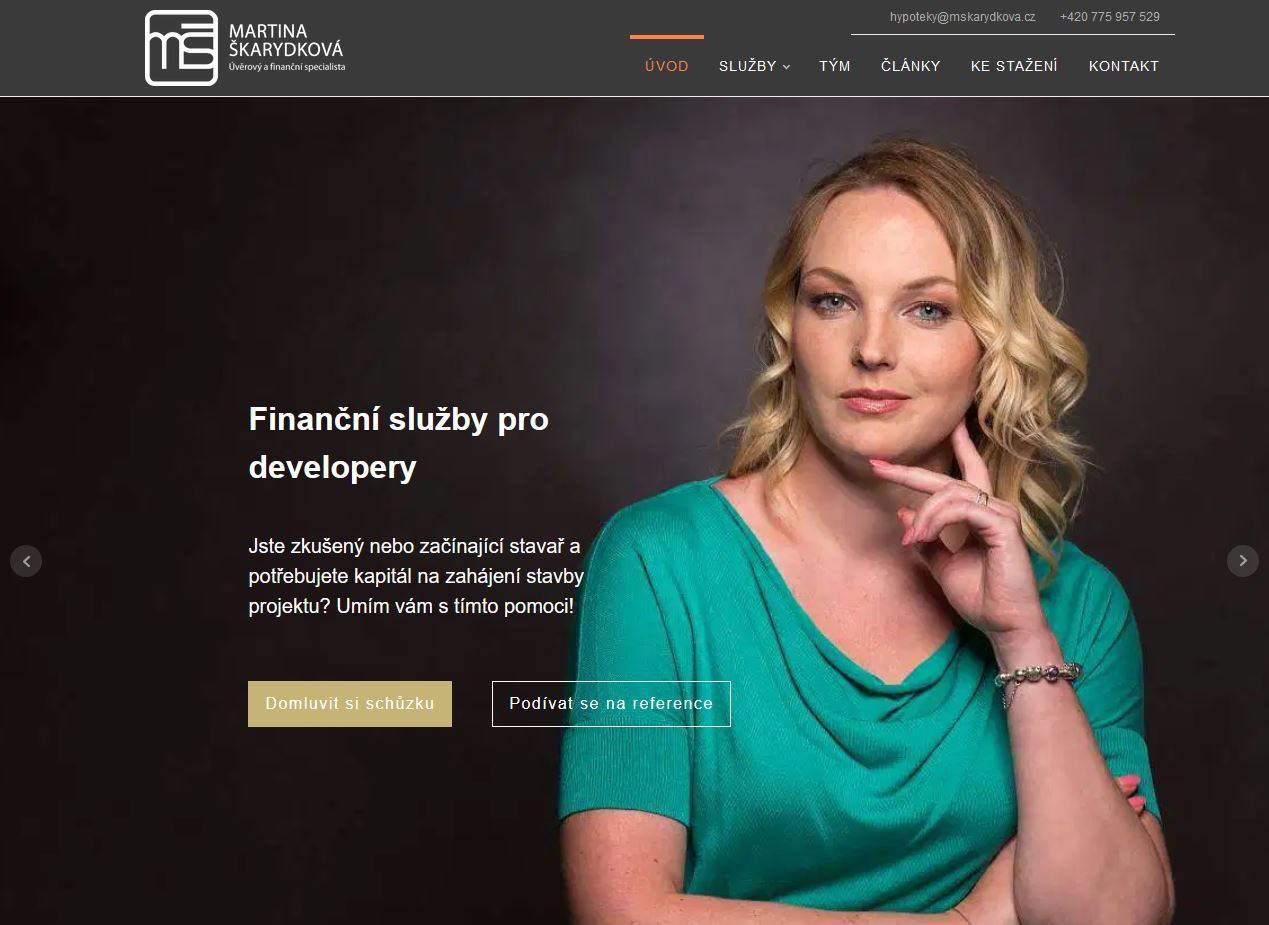 hypoteky@mskarydkova.cz +420 775 957 529
mš
MARTINA
ŠKARYDKOVÁ
Úvěrový a finanční specialista
ÚVOD SLUŽBY TÝM ČLÁNKY KE STAŽENÍ KONTAKT
Finanční služby pro
developery
Jste zkušený nebo začínající stavař a
potřebujete kapitál na zahájení stavby
projektu? Umím vám s tímto pomoci!
Domluvit si schůzku Podívat se na reference